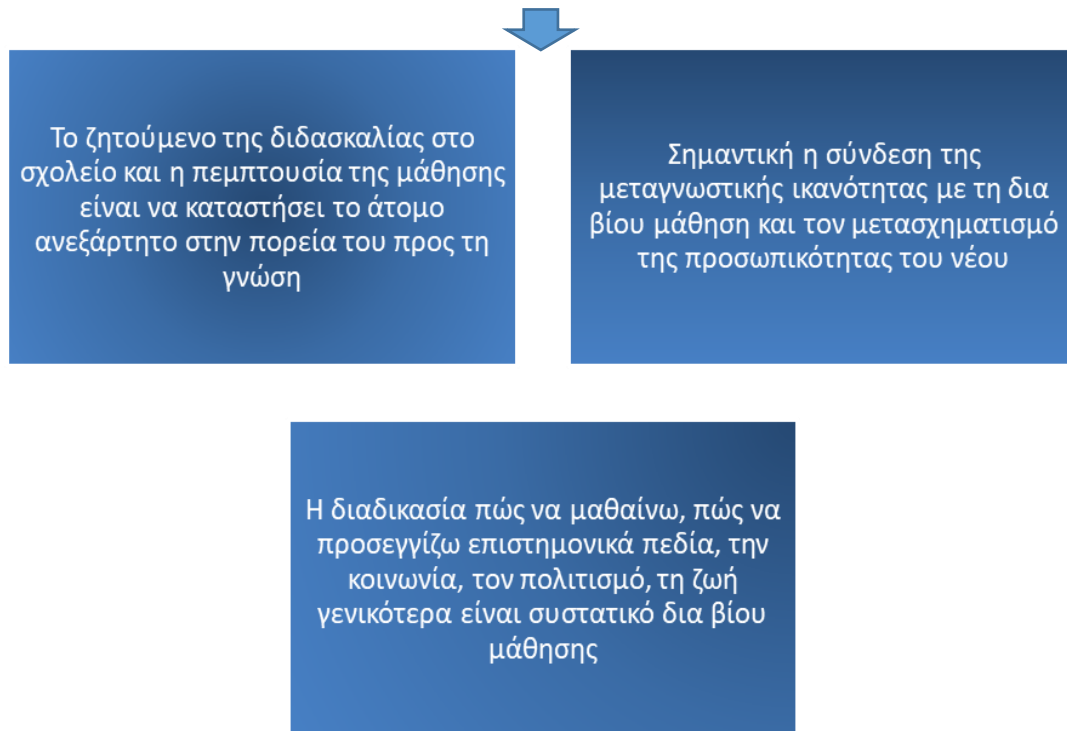 Το ζητούμενο της διδασκαλίας στο
σχολείο και η πεμπτουσία της μάθησης
είναι να καταστήσει το άτομο
ανεξάρτητο στην πορεία του προς τη
γνώση
Σημαντική η σύνδεση της
μεταγνωστικής ικανότητας με τη δια
βίου μάθηση και τον μετασχηματισμό
της προσωπικότητας του νέου
Η διαδικασία πώς να μαθαίνω, πώς να
προσεγγίζω επιστημονικά πεδία, την
κοινωνία, τον πολιτισμό, τη ζωή
γενικότερα είναι συστατικό δια βίου
μάθησης